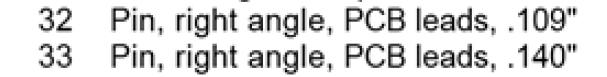 32 Pin, right angle, PCB leads, .109"
33 Pin, right angle, PCB leads, .140"